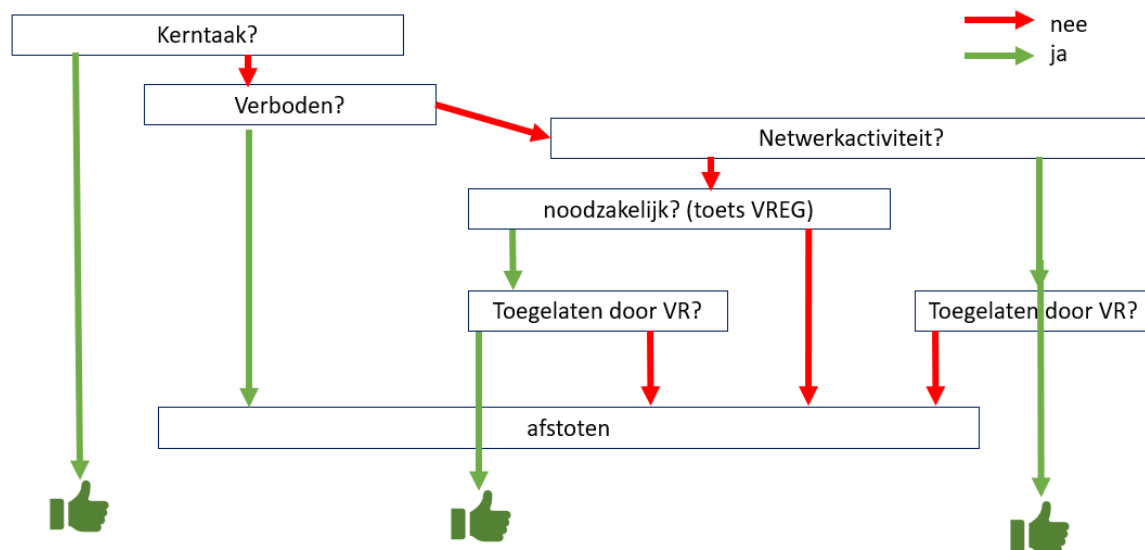 nee
Kerntaak?
ja
Verboden?
Netwerkactiviteit?
noodzakelijk? (toets VREG)
Toegelaten door VR?
Toegelaten door VR?
afstoten